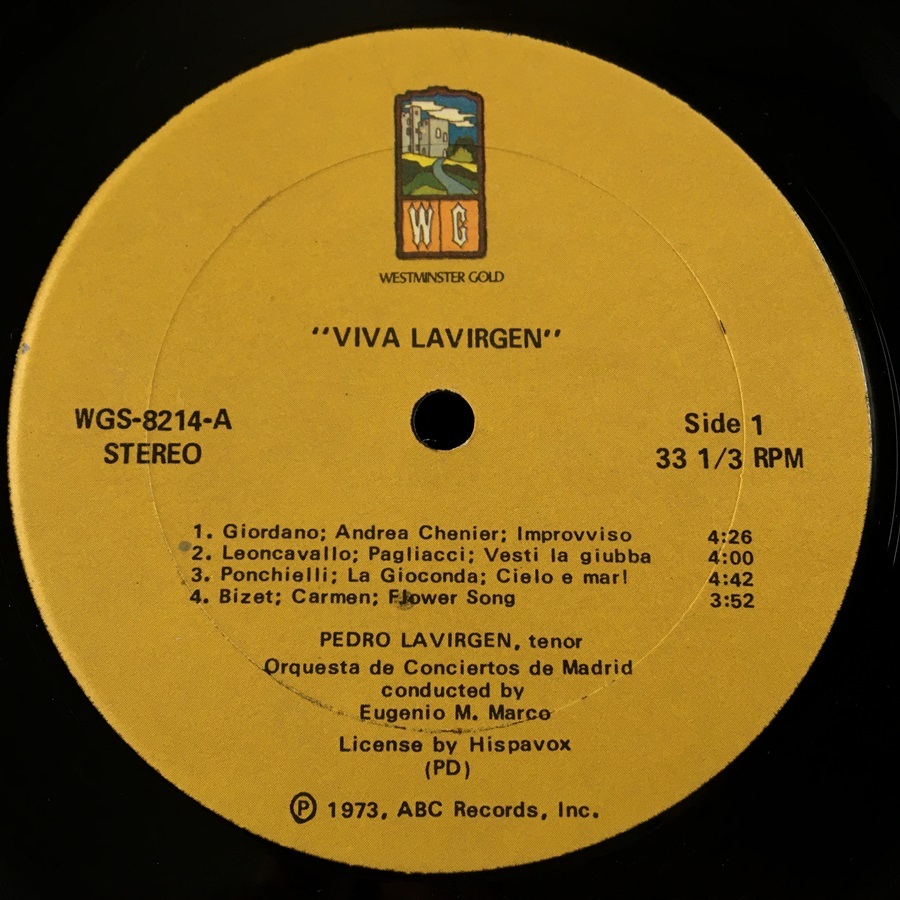 W G
WESTMINSTER GOLD
"VIVA LAVIRGEN"
WGS-8214-A
STEREO
Side 1
33 1/3 RPM
1. Giordano; Andrea Chenier; Improvviso 4:26
2. Leoncavallo; Pagliacci; Vesti la giubba 4:00
3. Ponchielli; La Gioconda; Cielo e mar! 4:42
4. Bizet; Carmen; Flower Song 3:52
PEDRO LAVIRGEN, tenor
Orquesta de Conciertos de Madrid
conducted by
Eugenio M. Marco
License by Hispavox
(PD)
Ⓟ 1973, ABC Records, Inc.